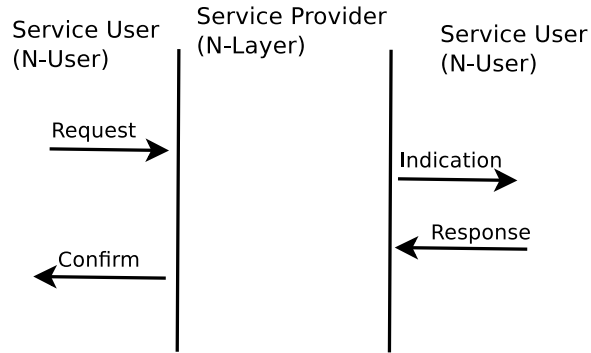 Service User
(N-User)
Service Provider
(N-Layer)
Service User
(N-User)
Request
Indication
Response
Confirm